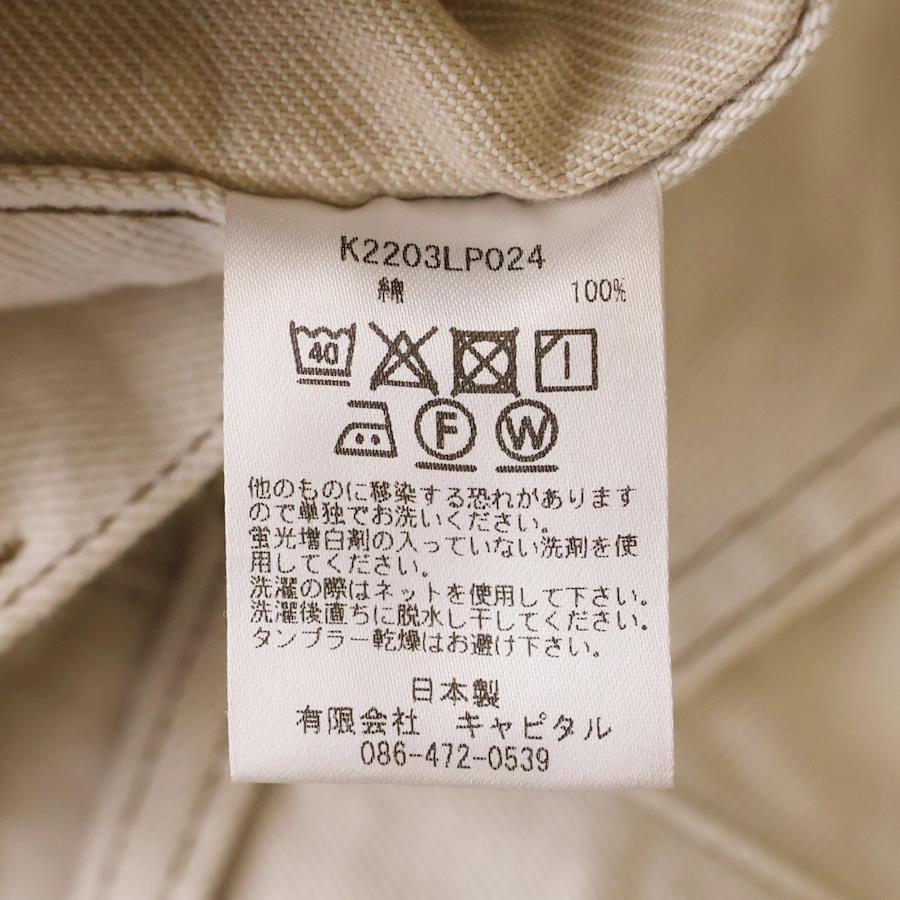 K2203LP024
綿 100%
40
F W
他のものに移染する恐れがあります
ので単独でお洗いください。
蛍光増白剤の入っていない洗剤を使
用してください。
洗濯の際はネットを使用して下さい。
洗濯後直ちに脱水し干してください。
タンブラー乾燥はお避け下さい。
日本製
有限会社 キャピタル
086-472-0539